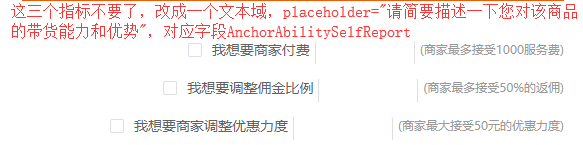 这三个指标不要了，改成一个文本域，placeholder="请简要描述一下您对该商品
的带货能力和优势"，对应字段AnchorAbilitySelfReport
我想要商家付费 (商家最多接受1000服务费)
我想要调整佣金比例 (商家最多接受50%的返佣)
我想要商家调整优惠力度 (商家最大接受50元的优惠力度)